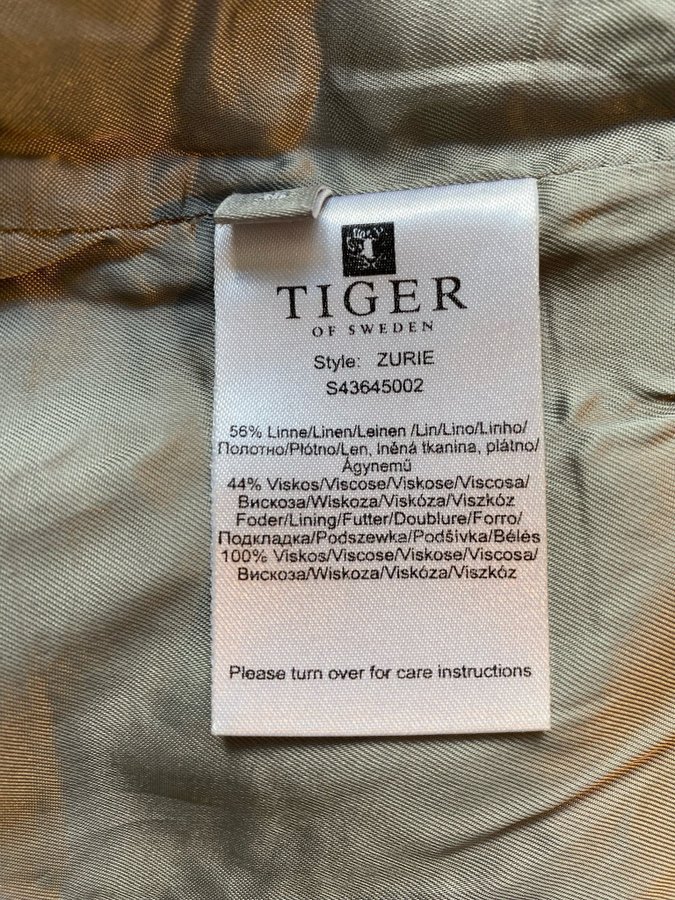 TIGER
OF SWEDEN
Style: ZURIE
S43645002
56% Linne/Linen/Leinen /Lin/Lino/Linho/
Полотно/Płótno/Len, lněná tkanina, plátno/
Ágynemű
44% Viskos/Viscose/Viskose/Viscosa/
Вискоза/Wiskoza/Viskóza/Viszkóz
Foder/Lining/Futter/Doublure/Forro/
Подкладка/Podszewka/Podšívka/Bélés
100% Viskos/Viscose/Viskose/Viscosa/
Вискоза/Wiskoza/Viskóza/Viszkóz
Please turn over for care instructions